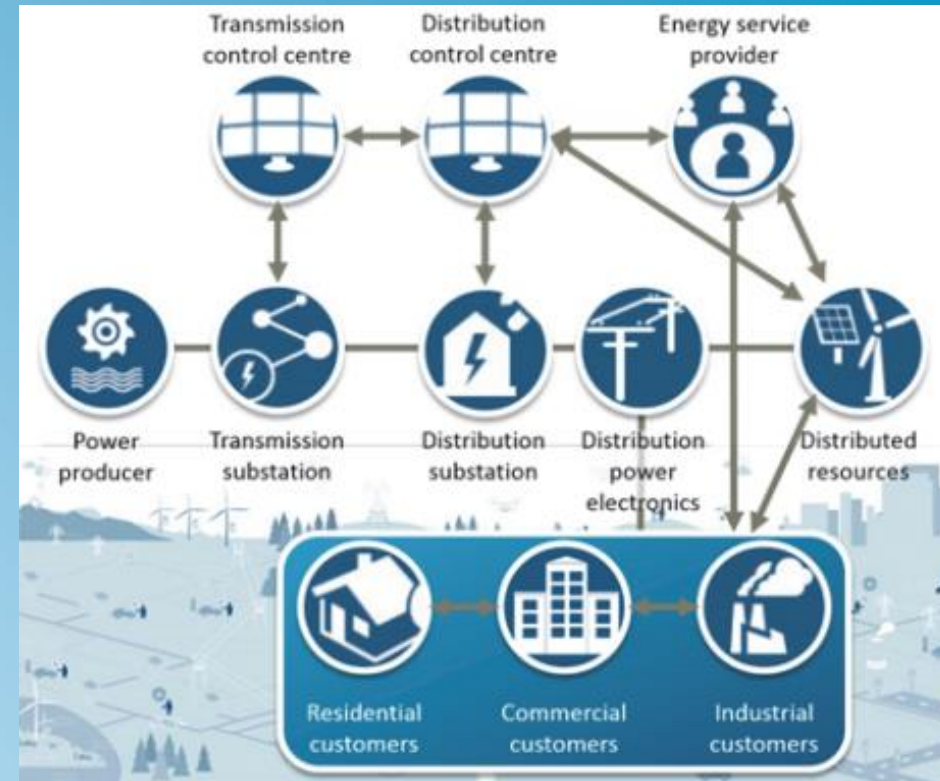 Transmission
control centre
Distribution
control centre
Energy service
provider
Power
producer
Transmission
substation
Distribution
substation
Distribution
power
electronics
Distributed
resources
Residential
customers
Commercial
customers
Industrial
customers